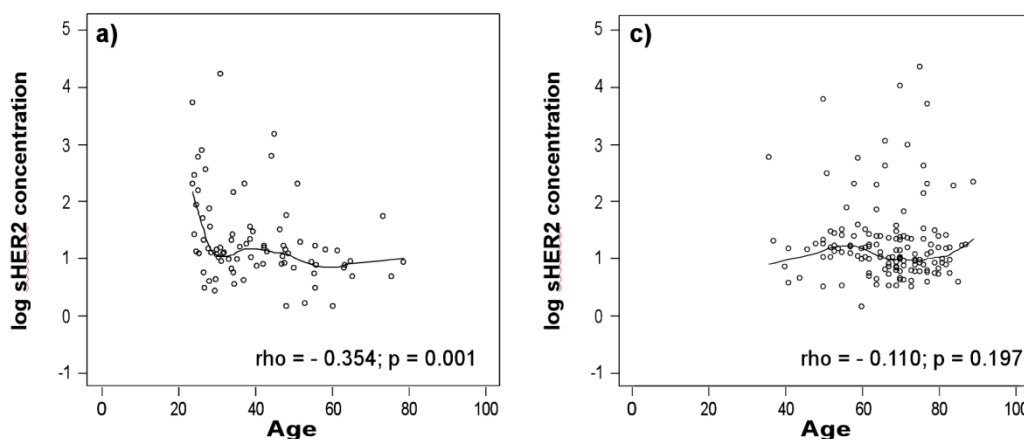 a)
log sHER2 concentration
5
4
3
2
1
0
-1
rho = - 0.354; p = 0.001
0 20 40 60 80 100
Age
c)
log sHER2 concentration
5
4
3
2
1
0
-1
rho = - 0.110; p = 0.197
0 20 40 60 80 100
Age